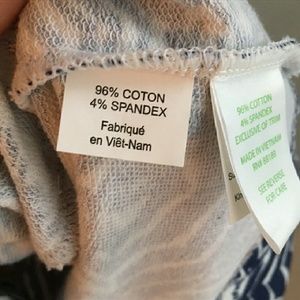 96% COTON
4% SPANDEX
Fabriqué
en Viêt-Nam
96% COTTON
4% SPANDEX
EXCLUSIVE OF TRIM
MADE IN VIETNAM
SEE REVERSE
FOR CARE